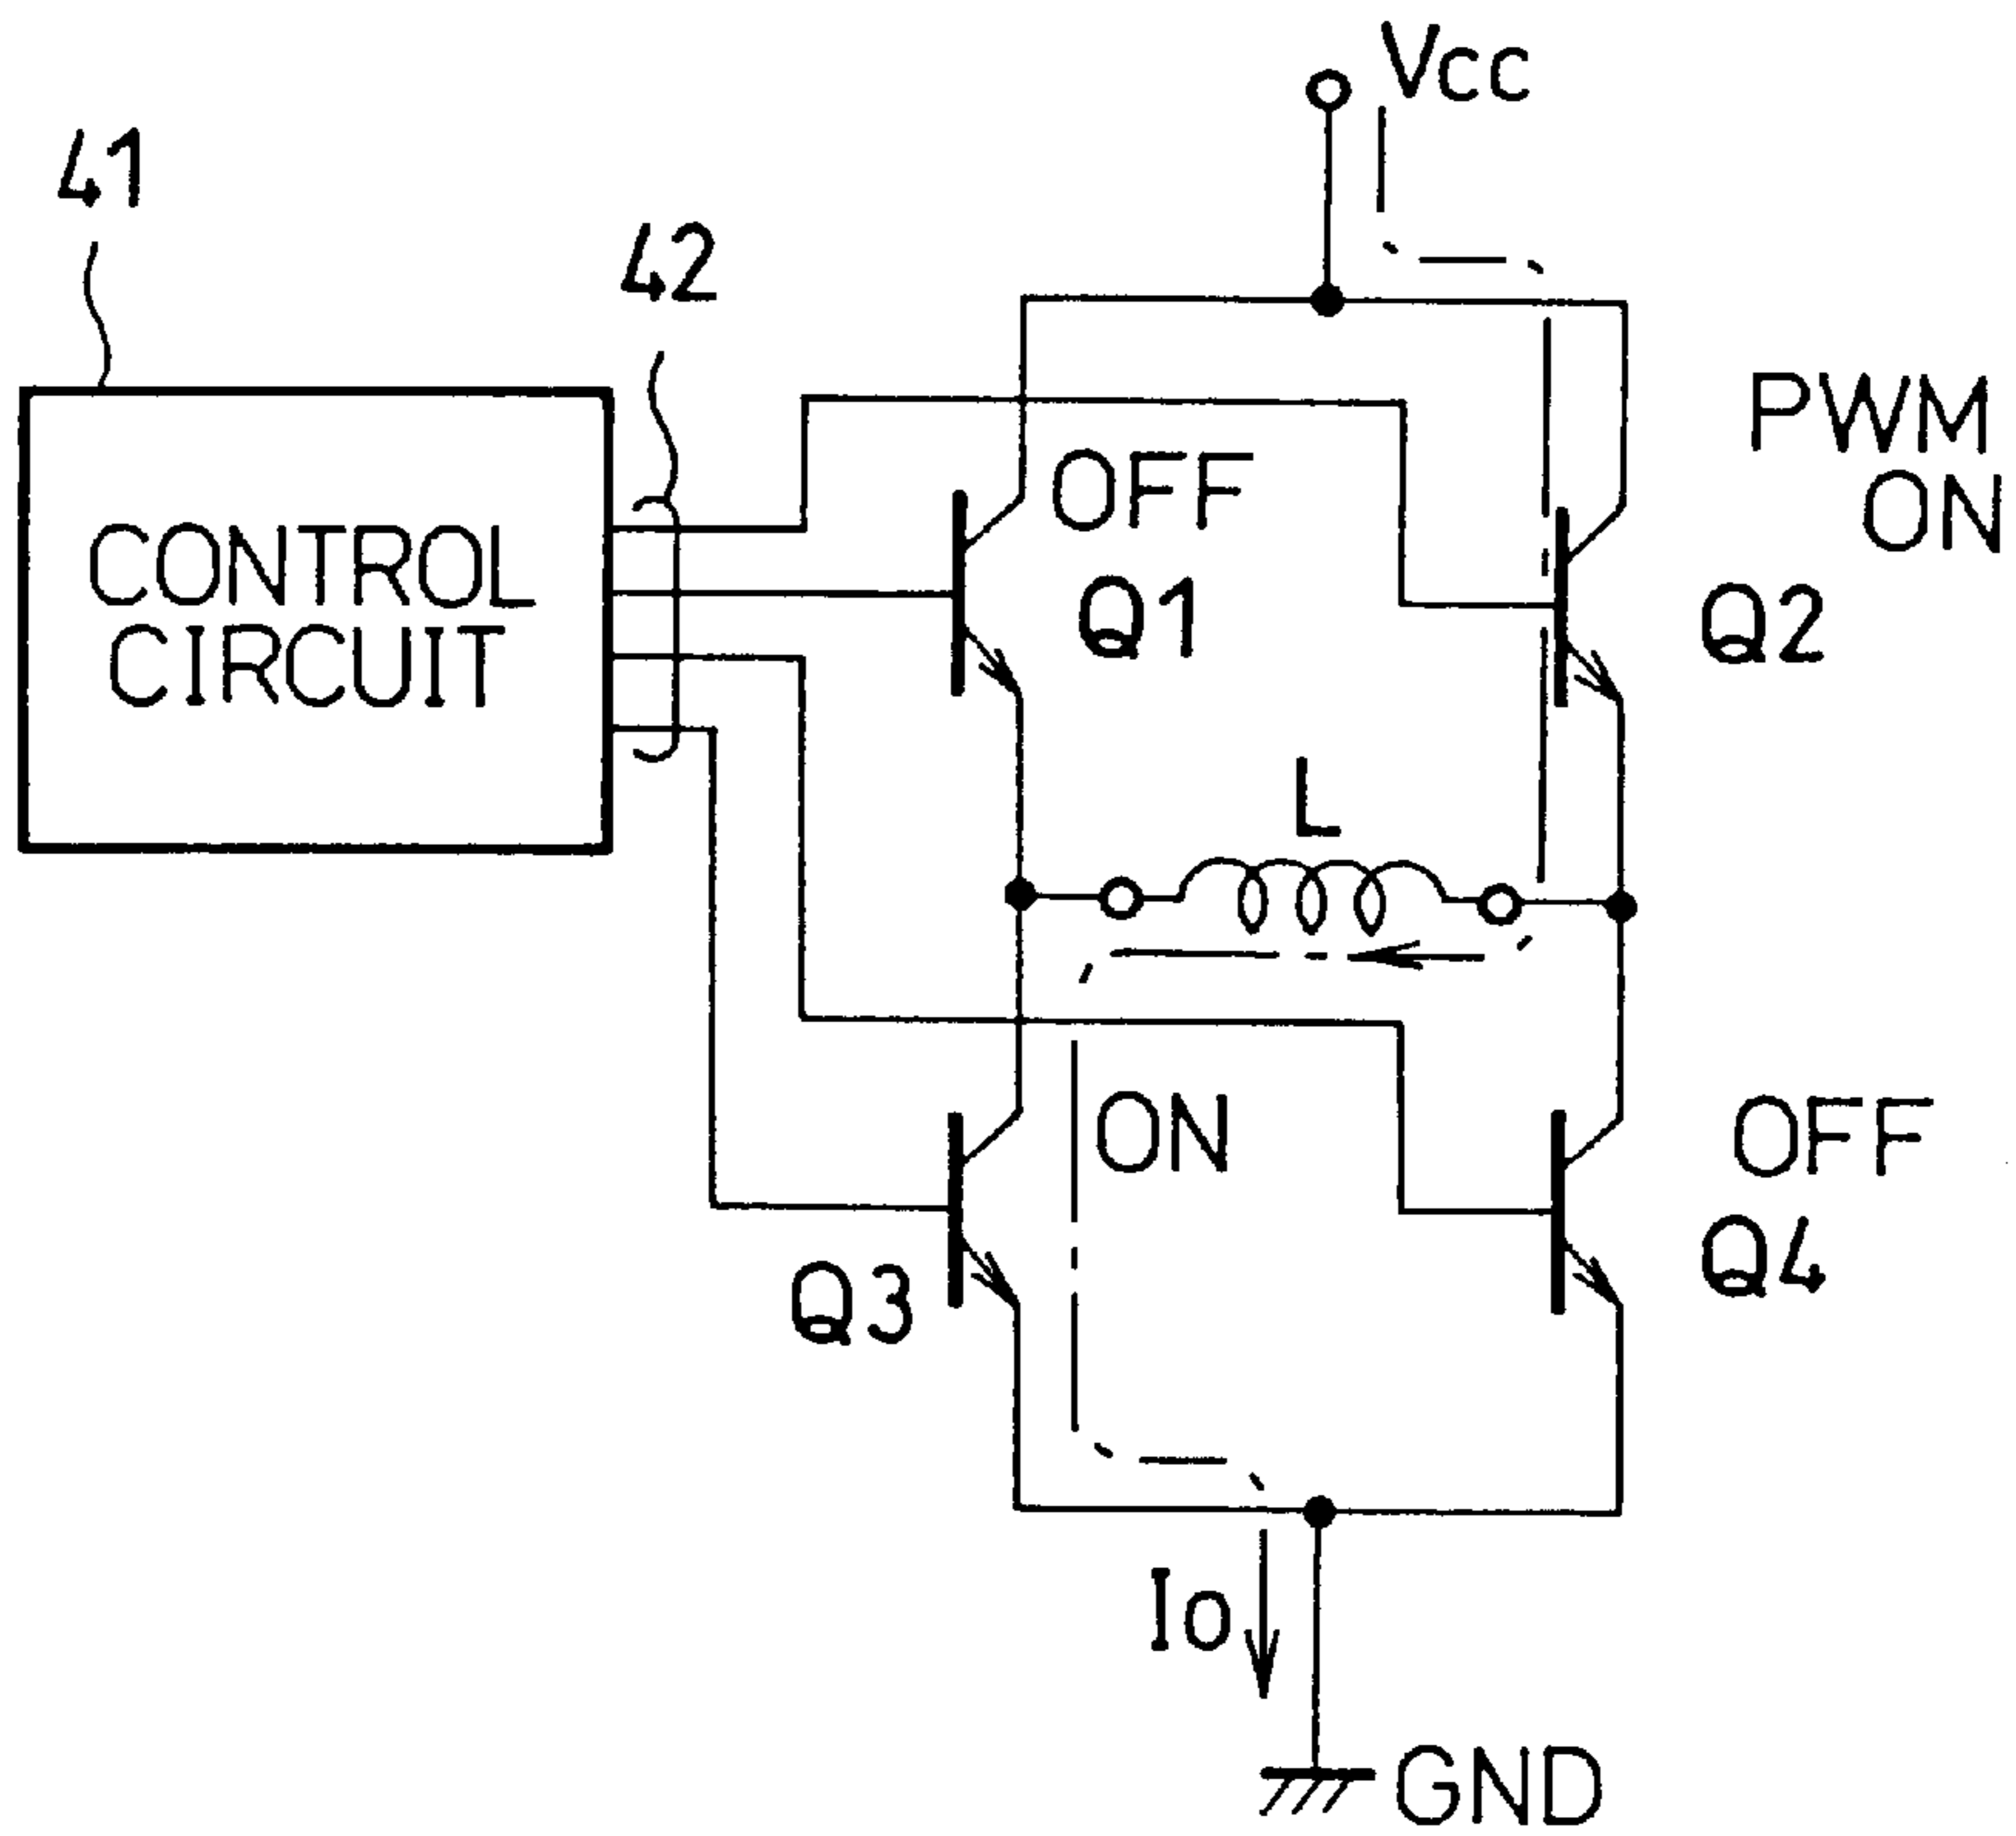 Vcc
41
42
PWM
ON
OFF
CONTROL
CIRCUIT
Q1
Q2
L
ON
OFF
Q3
Q4
Io
GND